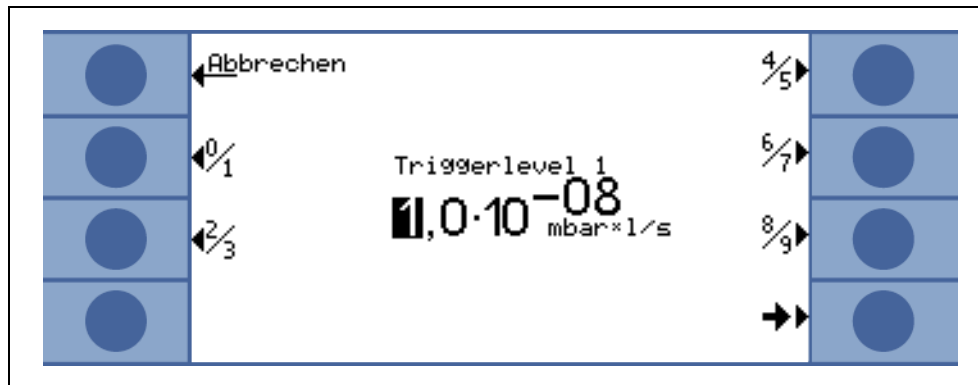 Abbrechen
4/5
0/1
6/7
Triggerlevel 1
1,0·10⁻⁰⁸ mbar×l/s
2/3
8/9